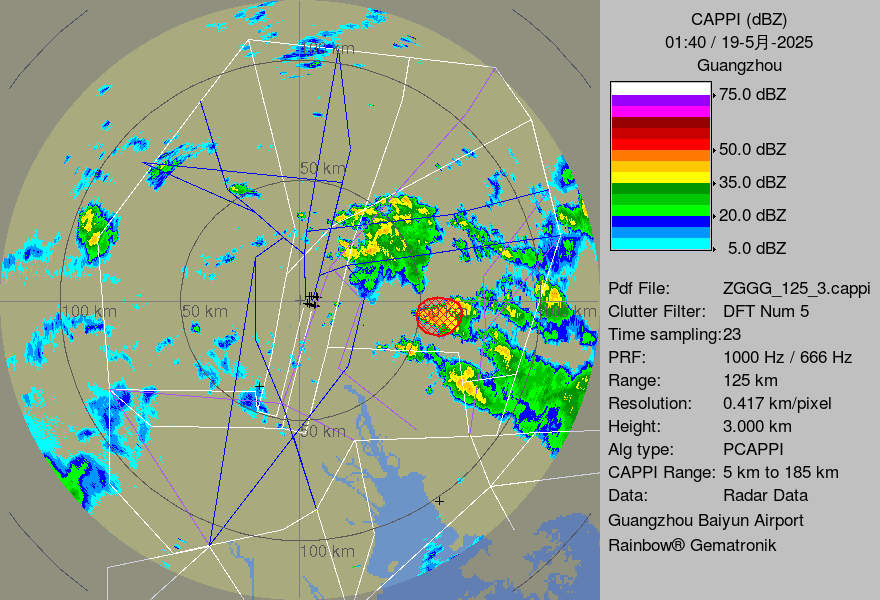 CAPPI (dBZ)
01:40 / 19-5月-2025
Guangzhou
75.0 dBZ
50.0 dBZ
35.0 dBZ
20.0 dBZ
5.0 dBZ
Pdf File: ZGGG_125_3.cappi
Clutter Filter: DFT Num 5
Time sampling:23
PRF: 1000 Hz / 666 Hz
Range: 125 km
Resolution: 0.417 km/pixel
Height: 3.000 km
Alg type: PCAPPI
CAPPI Range: 5 km to 185 km
Data: Radar Data
Guangzhou Baiyun Airport
Rainbow® Gematronik
100 km
50 km
100 km
50 km
50 km
100 km